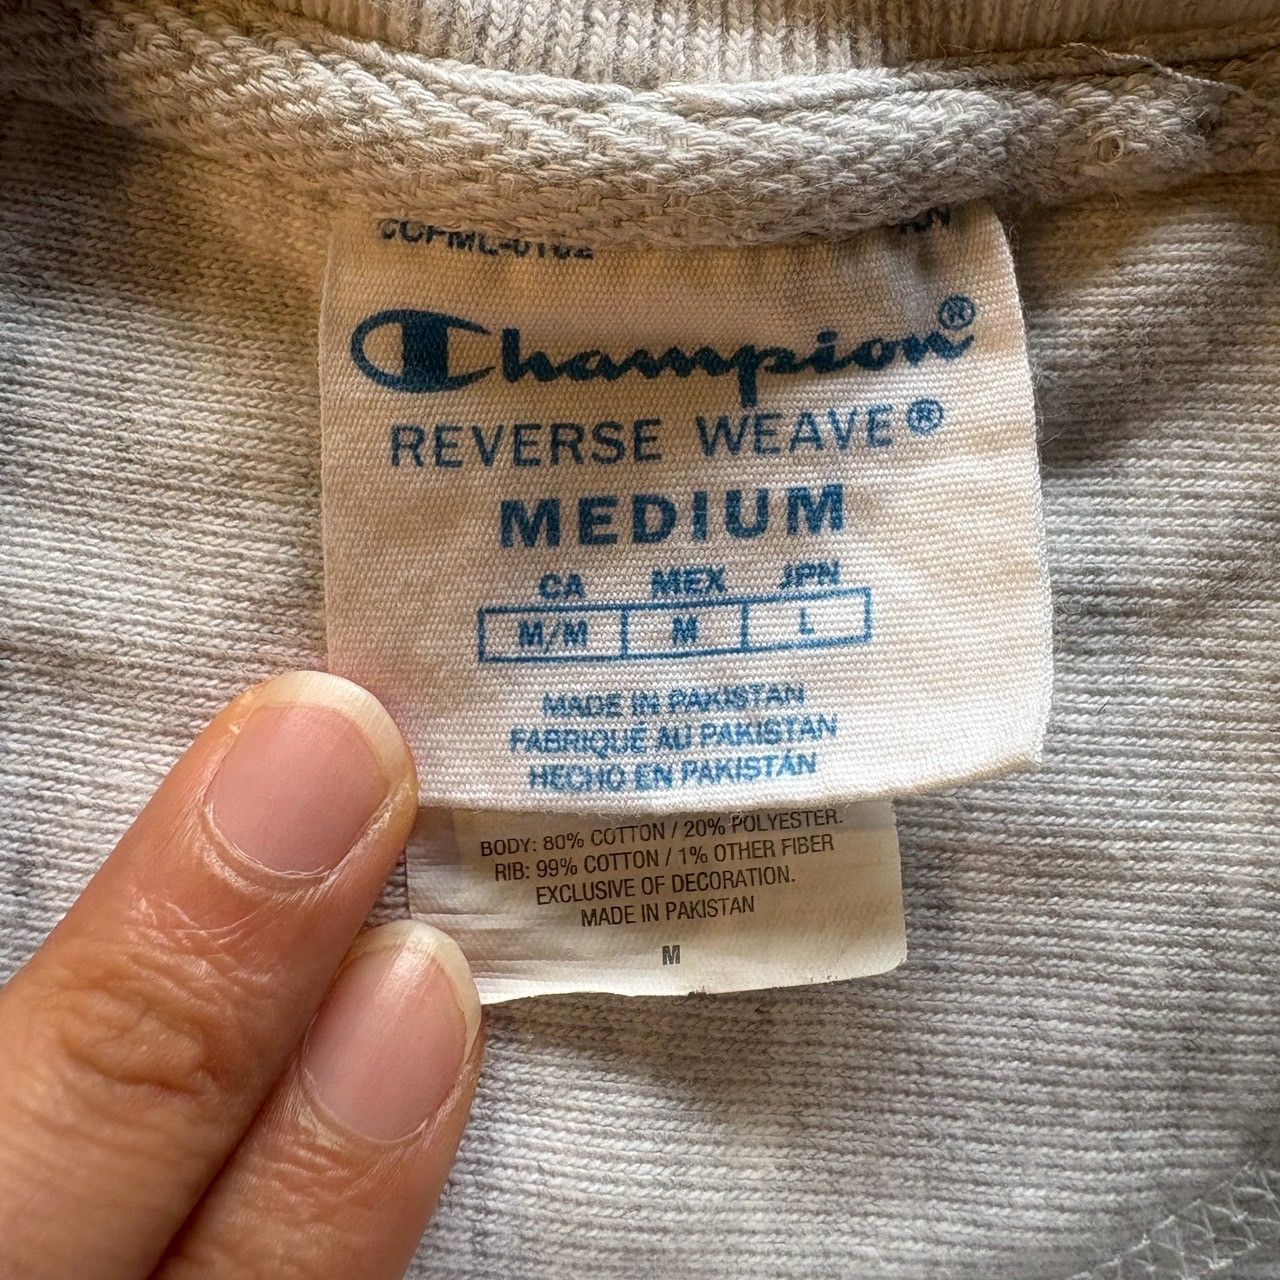 Champion®
REVERSE WEAVE®
MEDIUM
CA MEX JPN
M/M M L
MADE IN PAKISTAN
FABRIQUÉ AU PAKISTAN
HECHO EN PAKISTÁN
BODY: 80% COTTON / 20% POLYESTER.
RIB: 99% COTTON / 1% OTHER FIBER
EXCLUSIVE OF DECORATION.
MADE IN PAKISTAN
M